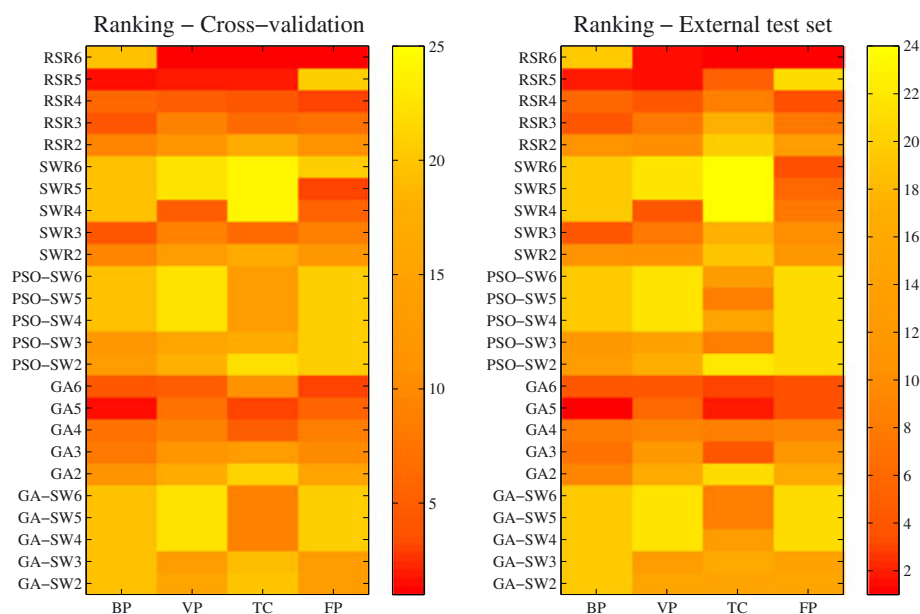 Ranking – Cross–validation
RSR6
RSR5
RSR4
RSR3
RSR2
SWR6
SWR5
SWR4
SWR3
SWR2
PSO–SW6
PSO–SW5
PSO–SW4
PSO–SW3
PSO–SW2
GA6
GA5
GA4
GA3
GA2
GA–SW6
GA–SW5
GA–SW4
GA–SW3
GA–SW2
BP VP TC FP
25
20
15
10
5
Ranking – External test set
RSR6
RSR5
RSR4
RSR3
RSR2
SWR6
SWR5
SWR4
SWR3
SWR2
PSO–SW6
PSO–SW5
PSO–SW4
PSO–SW3
PSO–SW2
GA6
GA5
GA4
GA3
GA2
GA–SW6
GA–SW5
GA–SW4
GA–SW3
GA–SW2
BP VP TC FP
24
22
20
18
16
14
12
10
8
6
4
2